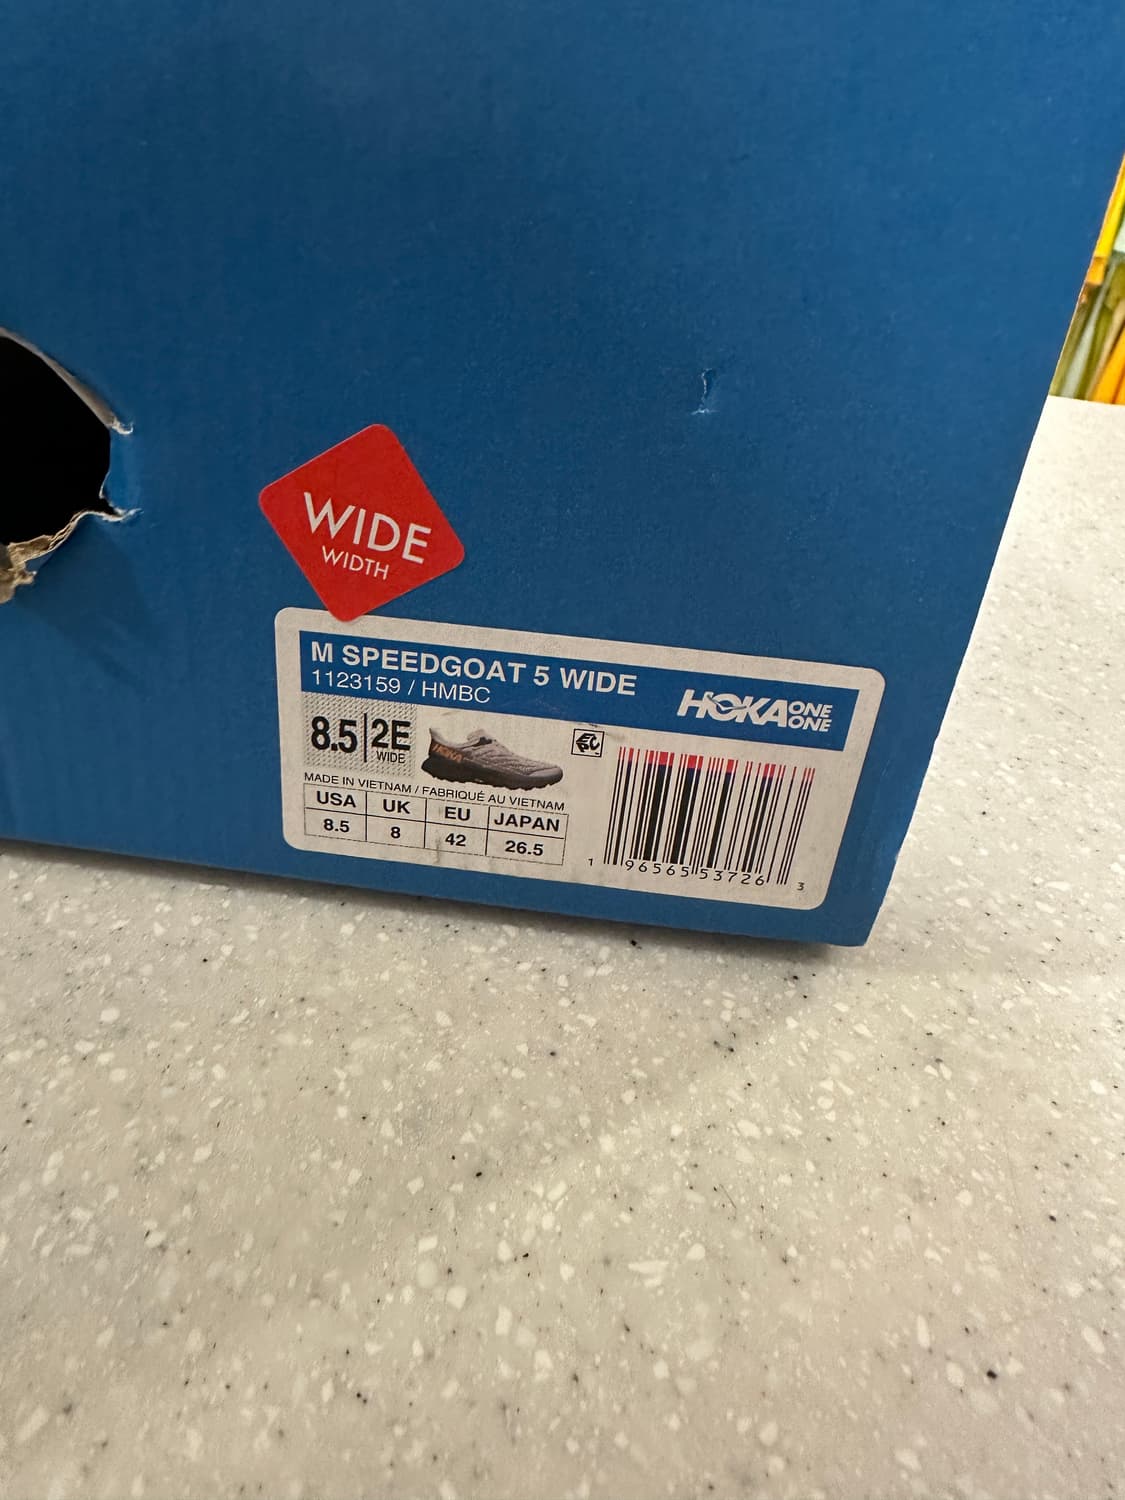 WIDE
WIDTH
M SPEEDGOAT 5 WIDE
1123159 / HMBC
HOKA ONE ONE
8.5 2E
WIDE
HOKA
MADE IN VIETNAM / FABRIQUÉ AU VIETNAM
USA UK EU JAPAN
8.5 8 42 26.5
1 96565 53726 3